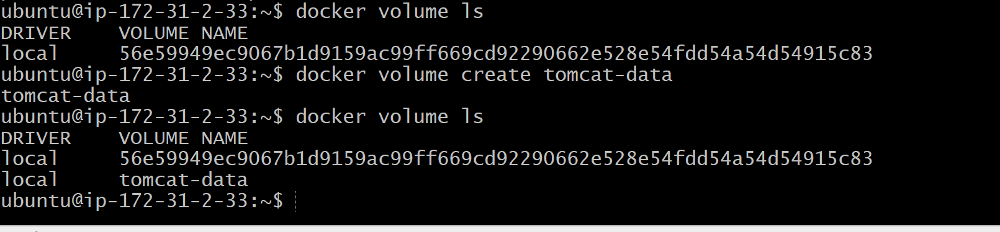 ubuntu@ip-172-31-2-33:~$ docker volume ls
DRIVER    VOLUME NAME
local     56e59949ec9067b1d9159ac99ff669cd92290662e528e54fdd54a54d54915c83
ubuntu@ip-172-31-2-33:~$ docker volume create tomcat-data
tomcat-data
ubuntu@ip-172-31-2-33:~$ docker volume ls
DRIVER    VOLUME NAME
local     56e59949ec9067b1d9159ac99ff669cd92290662e528e54fdd54a54d54915c83
local     tomcat-data
ubuntu@ip-172-31-2-33:~$